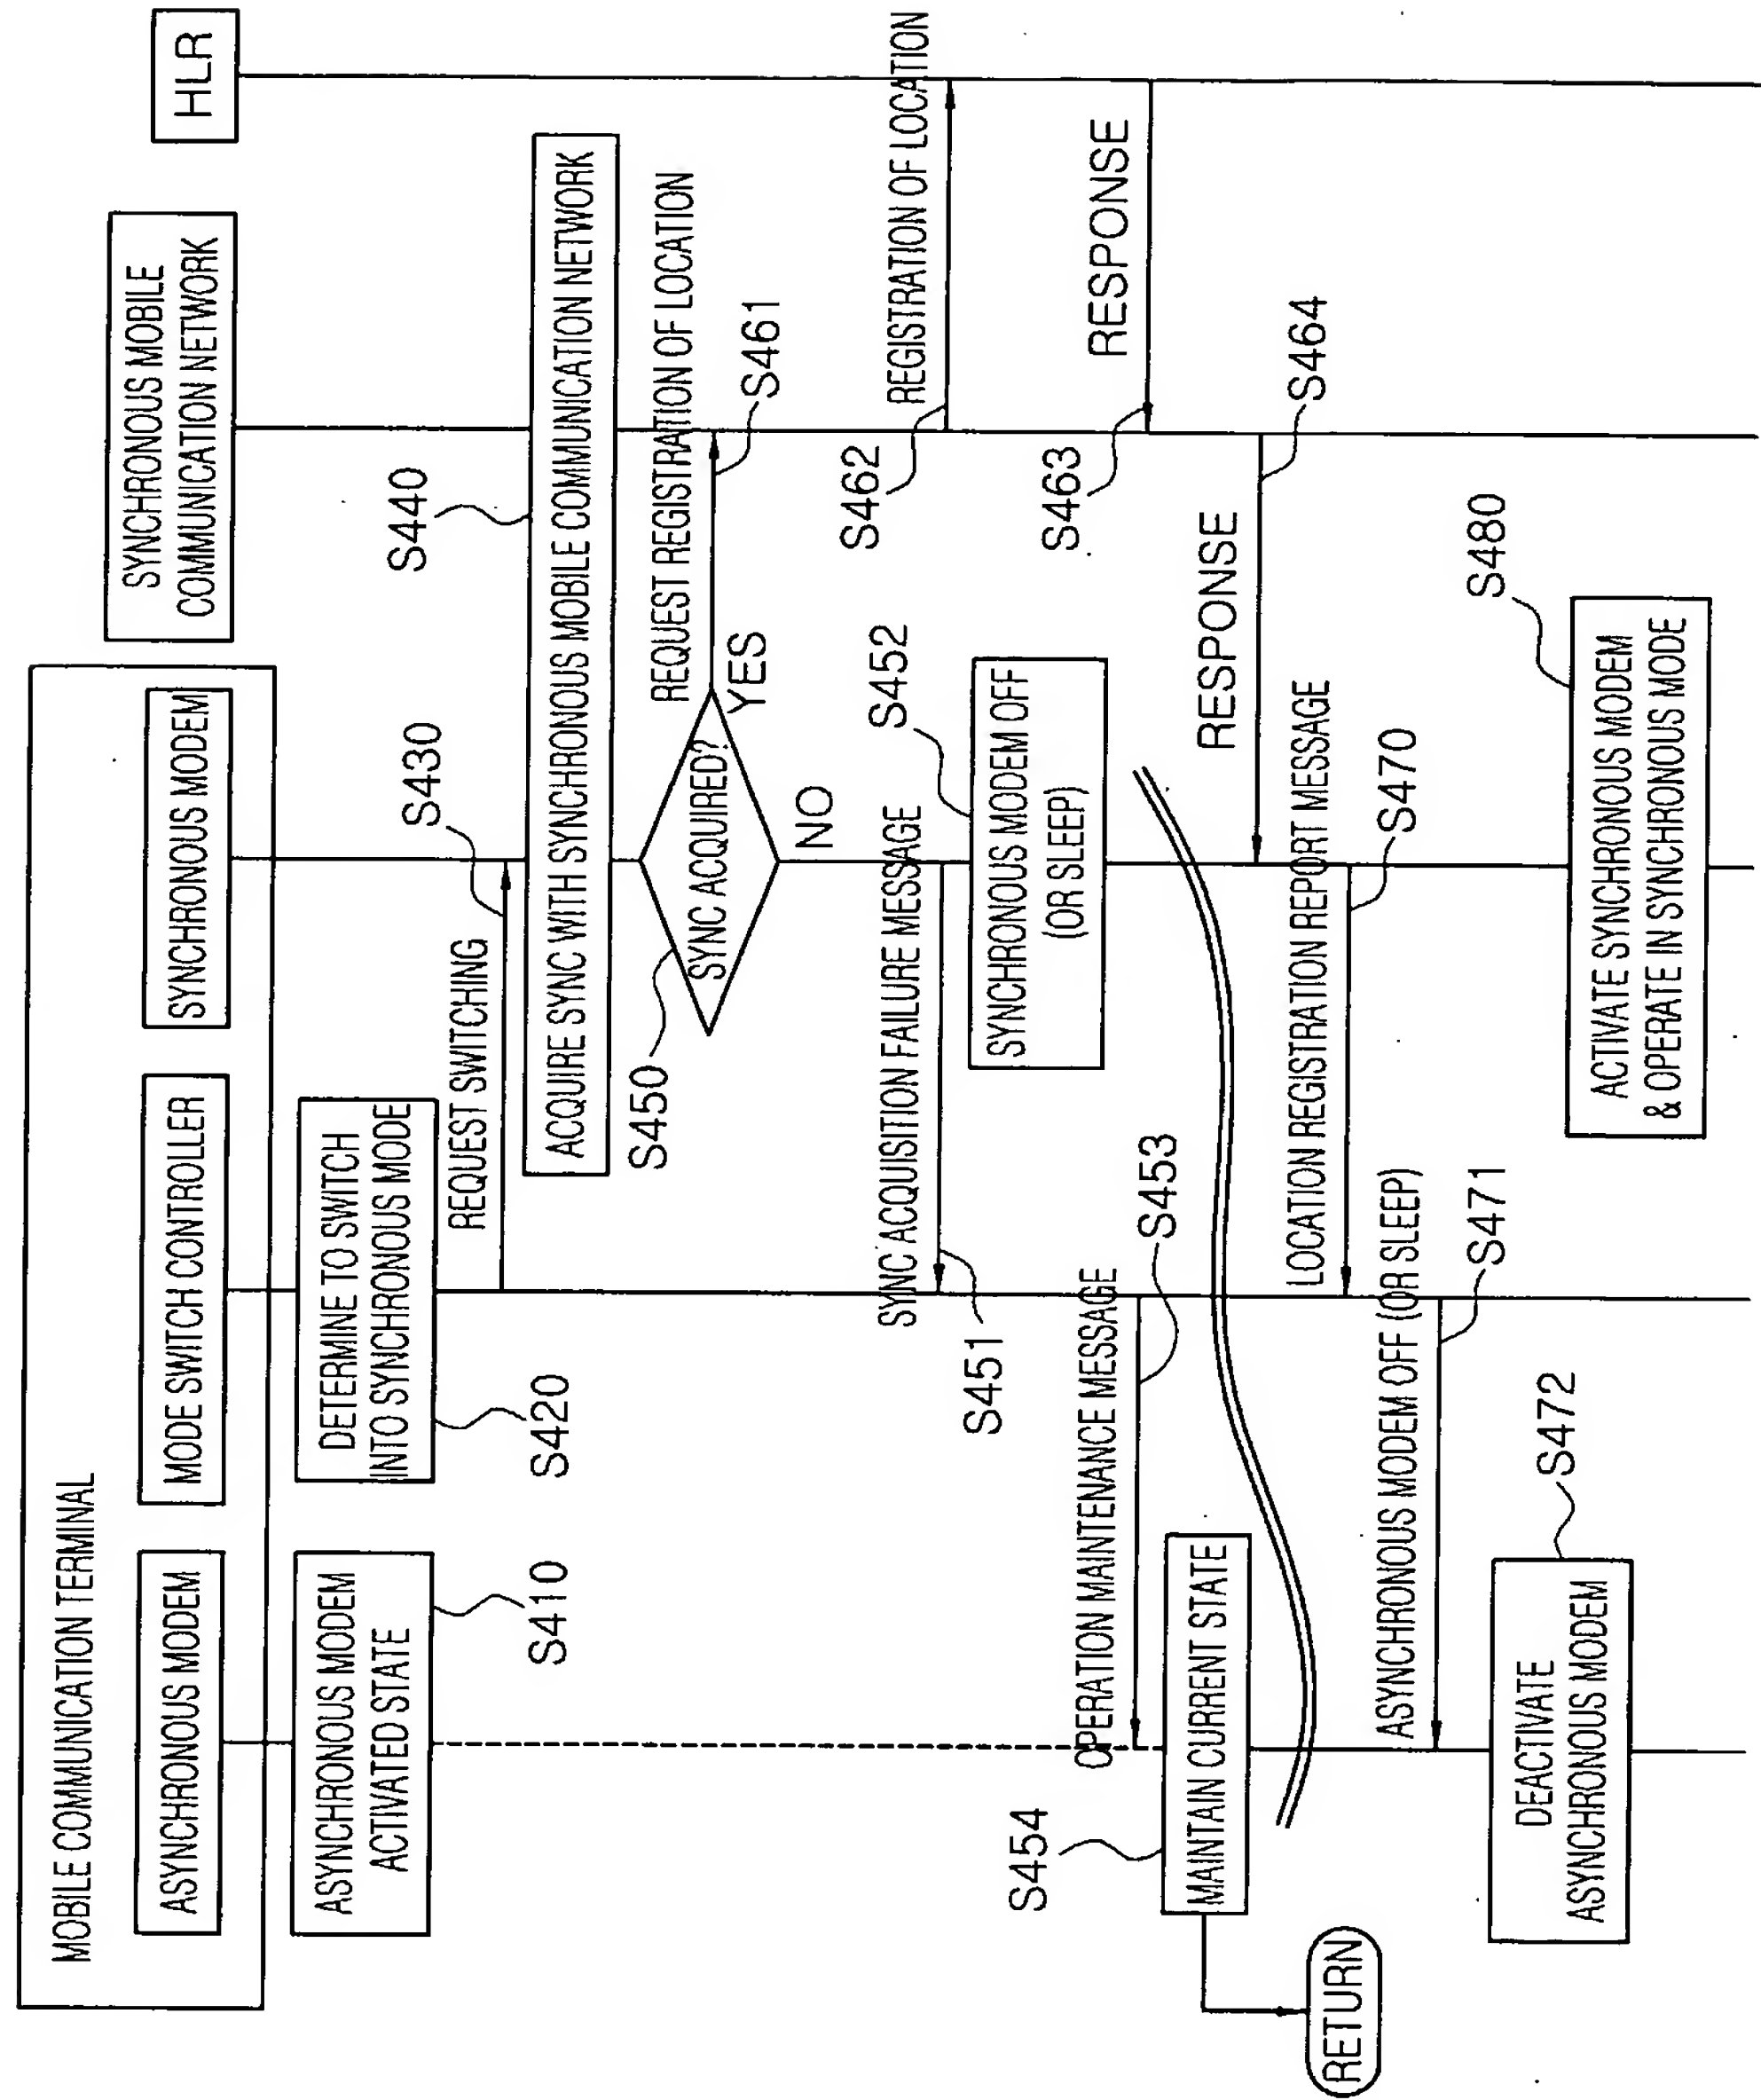 MOBILE COMMUNICATION TERMINAL
ASYNCHRONOUS MODEM
MODE SWITCH CONTROLLER
SYNCHRONOUS MODEM
SYNCHRONOUS MOBILE
COMMUNICATION NETWORK
HLR
ASYNCHRONOUS MODEM
ACTIVATED STATE
S410
DETERMINE TO SWITCH
INTO SYNCHRONOUS MODE
S420
REQUEST SWITCHING
S430
S440
ACQUIRE SYNC WITH SYNCHRONOUS MOBILE COMMUNICATION NETWORK
S450
SYNC ACQUIRED?
YES
NO
REQUEST REGISTRATION OF LOCATION
S461
SYNC ACQUISITION FAILURE MESSAGE
S451
S452
SYNCHRONOUS MODEM OFF
(OR SLEEP)
REGISTRATION OF LOCATION
S462
OPERATION MAINTENANCE MESSAGE
S453
RESPONSE
S463
S454
MAINTAIN CURRENT STATE
RETURN
RESPONSE
S464
LOCATION REGISTRATION REPORT MESSAGE
S470
ASYNCHRONOUS MODEM OFF (OR SLEEP)
S471
S472
DEACTIVATE
ASYNCHRONOUS MODEM
S480
ACTIVATE SYNCHRONOUS MODEM
& OPERATE IN SYNCHRONOUS MODE